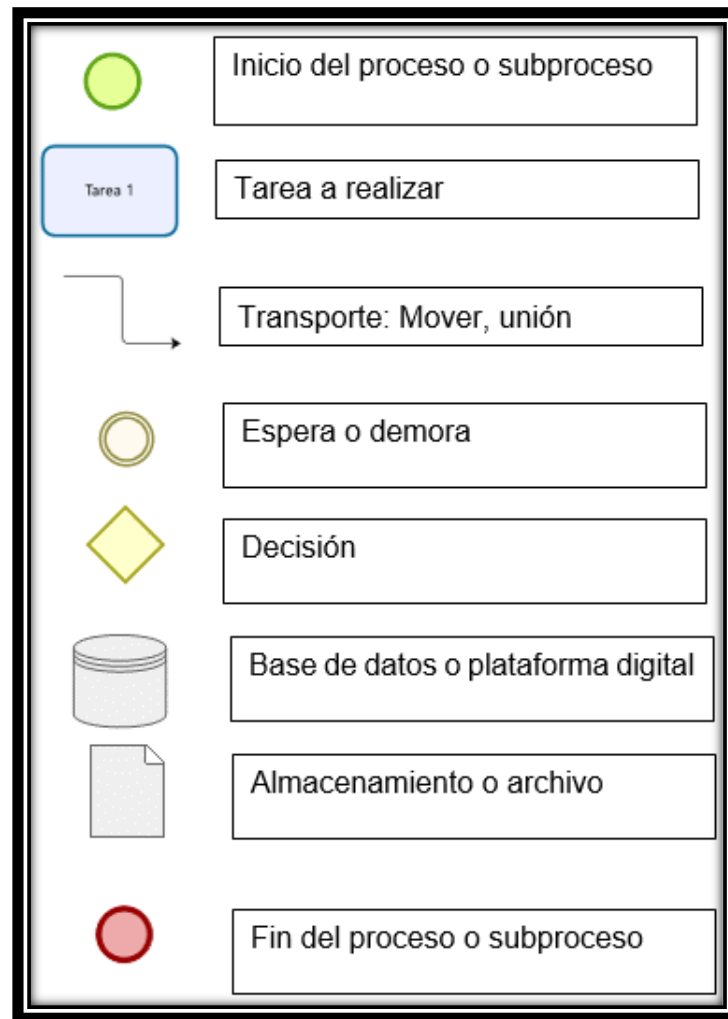 Inicio del proceso o subproceso
Tarea 1
Tarea a realizar
Transporte: Mover, unión
Espera o demora
Decisión
Base de datos o plataforma digital
Almacenamiento o archivo
Fin del proceso o subproceso